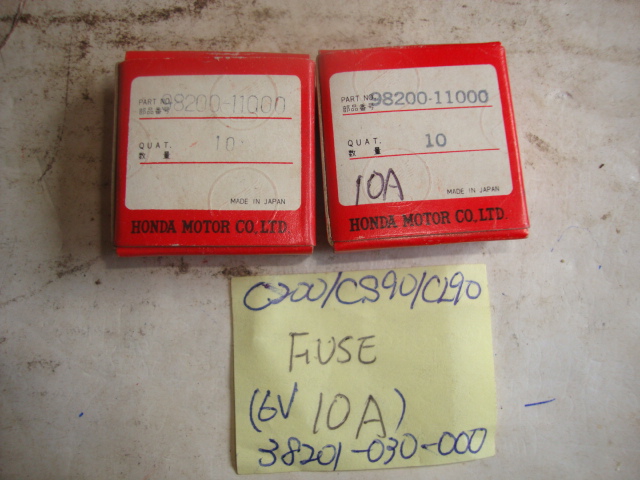 PART NO. 98200-11000
部品番号
QUAT. 10
数量
MADE IN JAPAN
HONDA MOTOR CO., LTD.
PART NO. 98200-11000
部品番号
QUAT. 10
数量
10A
MADE IN JAPAN
HONDA MOTOR CO., LTD.
C200/CS90/CL90
FUSE
(6V 10A)
38201-030-000